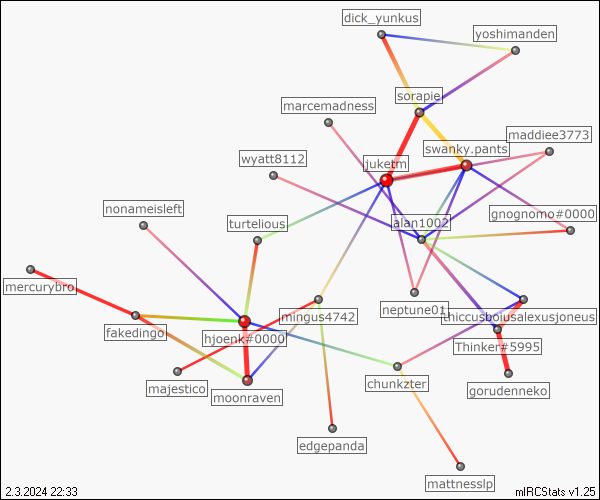 dick_yunkus
yoshimanden
sorapie
marcemadness
maddiee3773
swanky.pants
wyatt8112
juketm
nonameisleft
gnognomo#0000
turtelious
alan1002
mercurybro
neptune01
mingus4742
thiccusboiusalexusjoneus
fakedingo
hjoenk#0000
Thinker#5995
majestico
chunkzter
gorudenneko
moonraven
edgepanda
mattnesslp
2.3.2024 22:33
mIRCStats v1.25